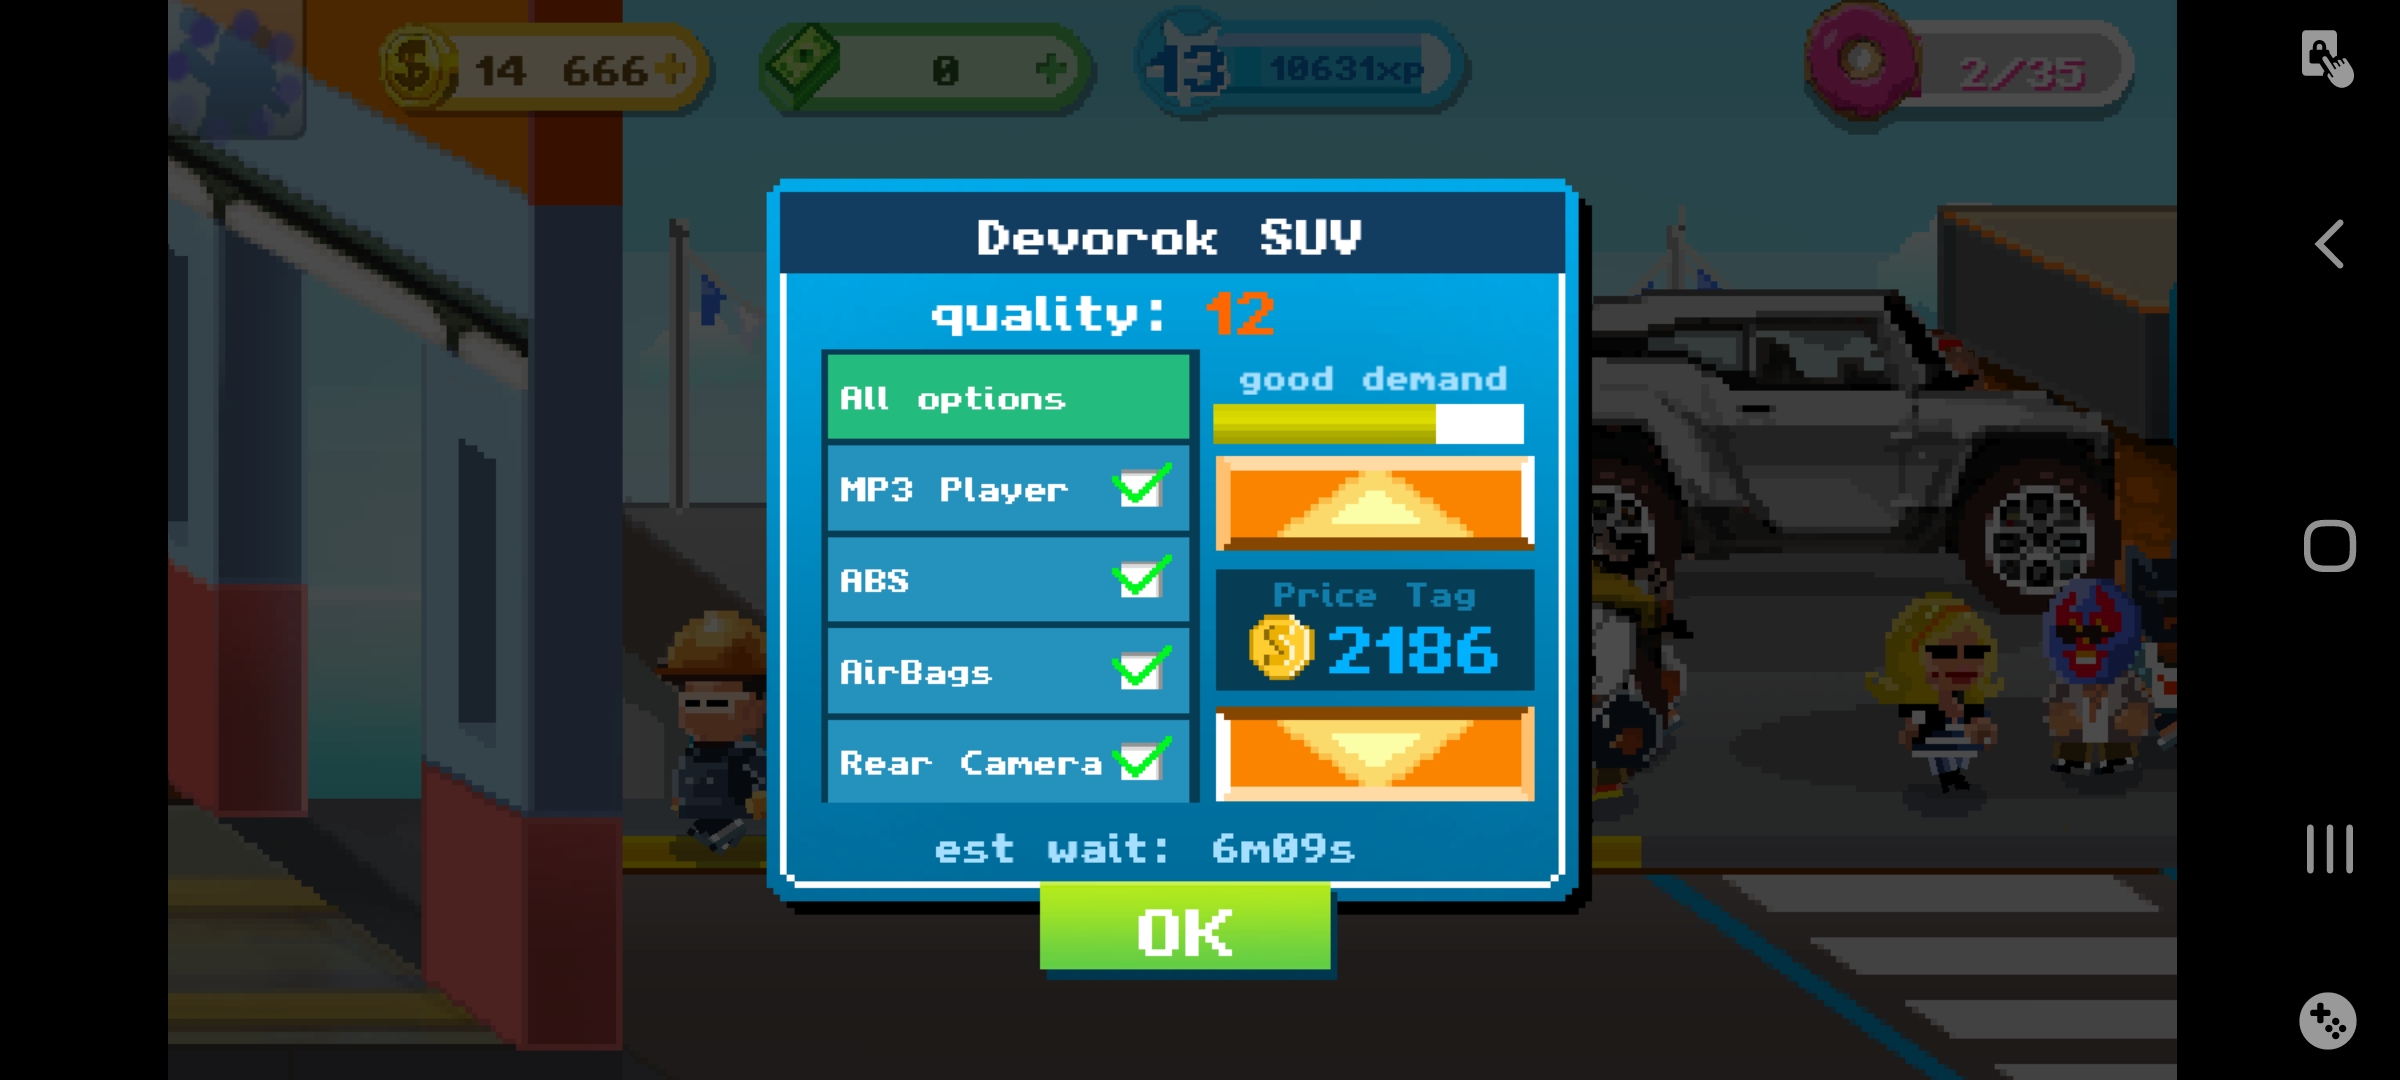 14 666
0
13
10631xp
2/35
Devorok SUV
quality: 12
All options
MP3 Player
ABS
AirBags
Rear Camera
good demand
Price Tag
2186
est wait: 6m09s
OK